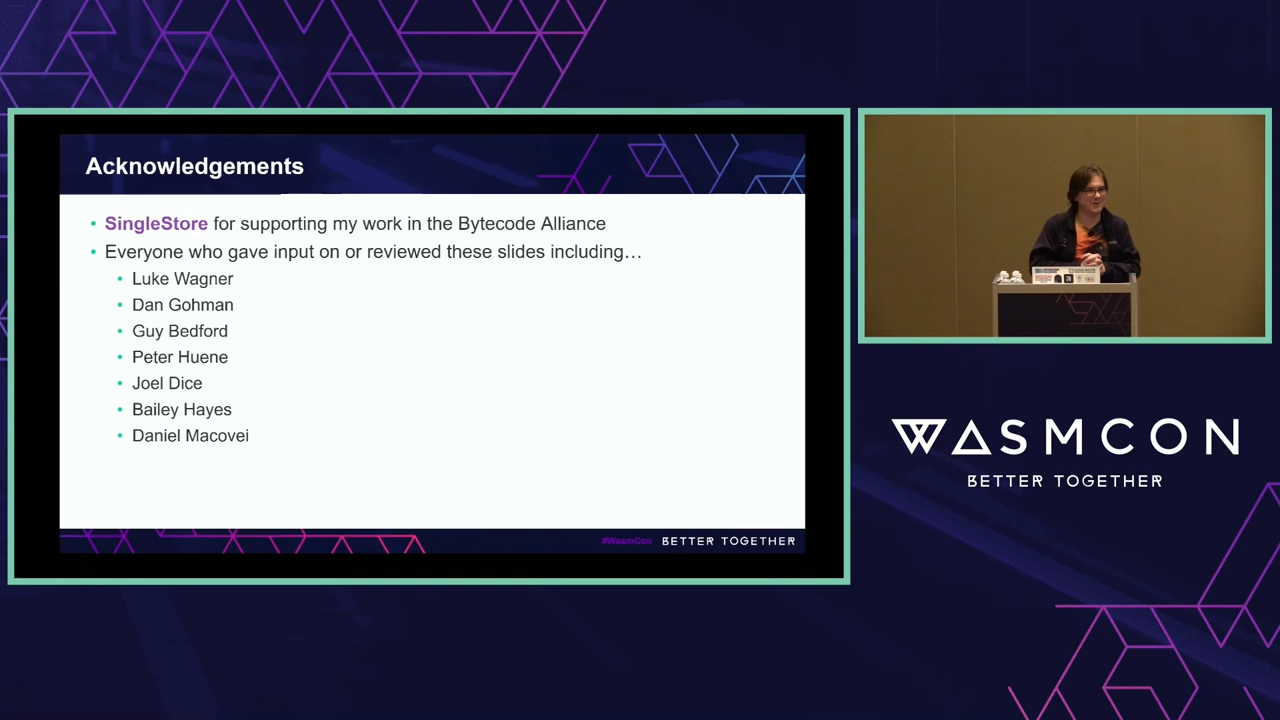 Acknowledgements
SingleStore for supporting my work in the Bytecode Alliance
Everyone who gave input on or reviewed these slides including…
Luke Wagner
Dan Gohman
Guy Bedford
Peter Huene
Joel Dice
Bailey Hayes
Daniel Macovei
#WasmCon BETTER TOGETHER
WASMCON
BETTER TOGETHER